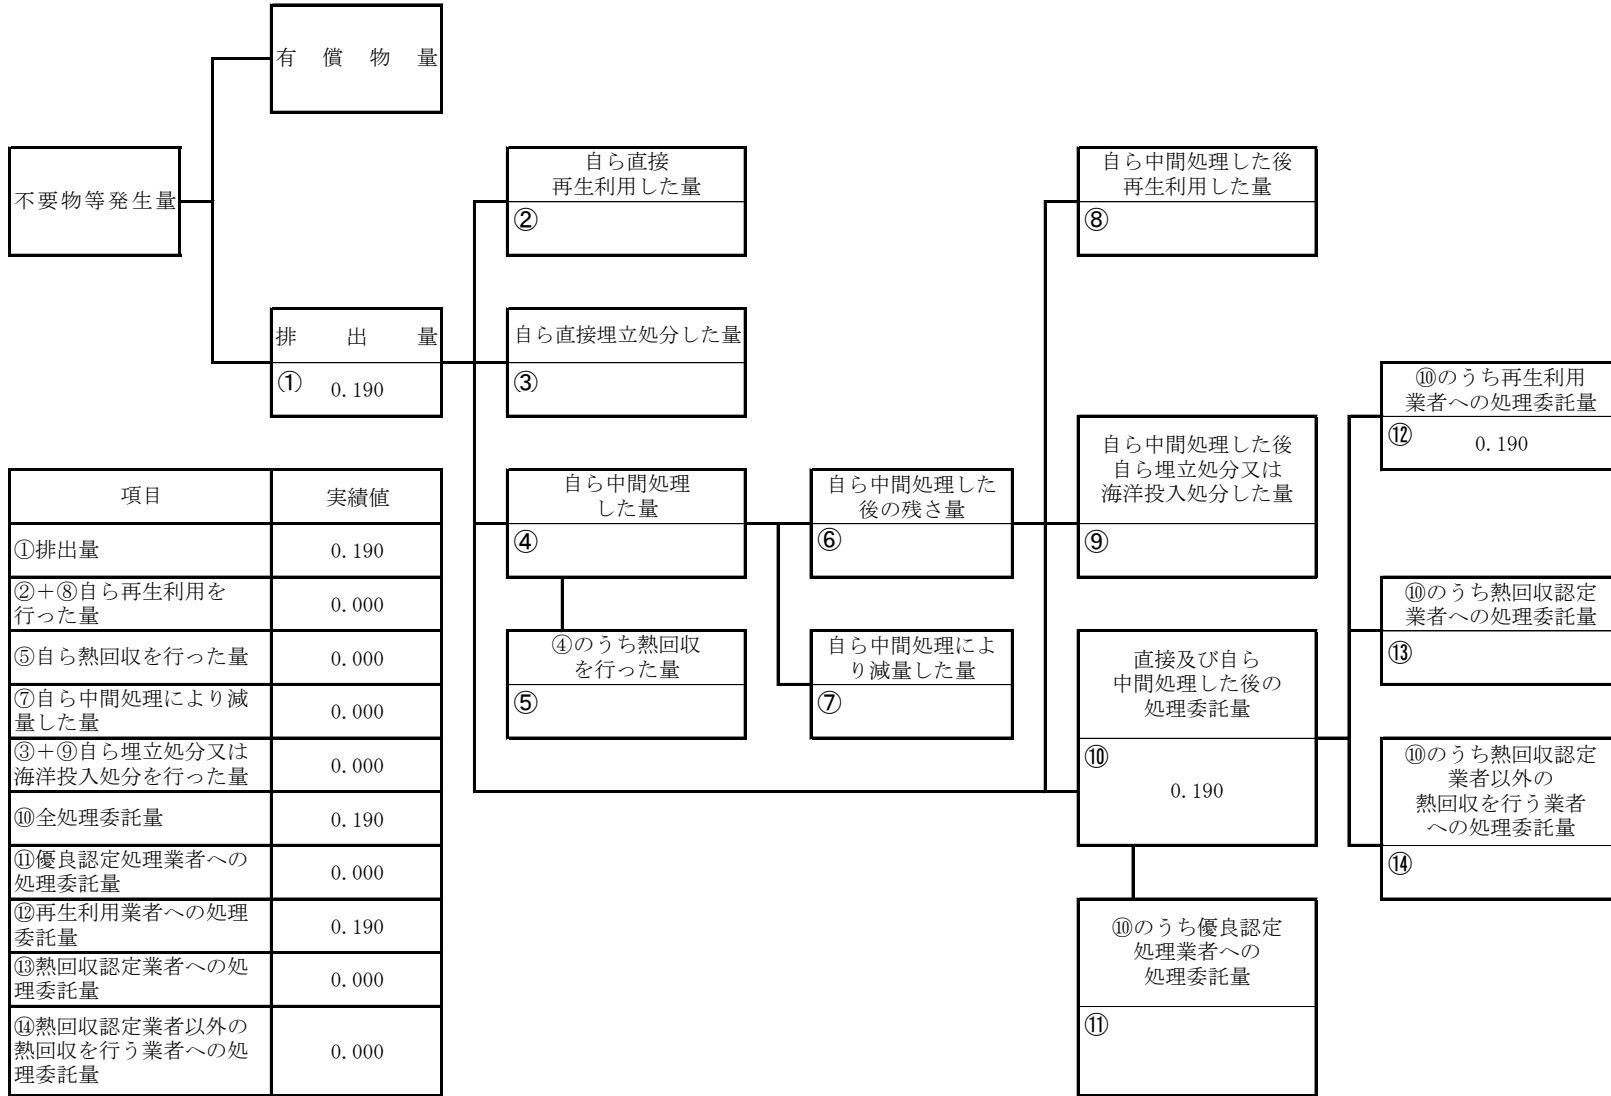 有償物量
不要物等発生量
排出量
① 0.190
自ら直接
再生利用した量
②
自ら直接埋立処分した量
③
自ら中間処理
した量
④
④のうち熱回収
を行った量
⑤
自ら中間処理した
後の残さ量
⑥
自ら中間処理によ
り減量した量
⑦
自ら中間処理した後
再生利用した量
⑧
自ら中間処理した後
自ら埋立処分又は
海洋投入処分した量
⑨
直接及び自ら
中間処理した後の
処理委託量
⑩
0.190
⑩のうち優良認定
処理業者への
処理委託量
⑪
⑩のうち再生利用
業者への処理委託量
⑫ 0.190
⑩のうち熱回収認定
業者への処理委託量
⑬
⑩のうち熱回収認定
業者以外の
熱回収を行う業者
への処理委託量
⑭
項目 実績値
①排出量 0.190
②+⑧自ら再生利用を
行った量 0.000
⑤自ら熱回収を行った量 0.000
⑦自ら中間処理により減
量した量 0.000
③+⑨自ら埋立処分又は
海洋投入処分を行った量 0.000
⑩全処理委託量 0.190
⑪優良認定処理業者への
処理委託量 0.000
⑫再生利用業者への処理
委託量 0.190
⑬熱回収認定業者への処
理委託量 0.000
⑭熱回収認定業者以外の
熱回収を行う業者への処 0.000
理委託量